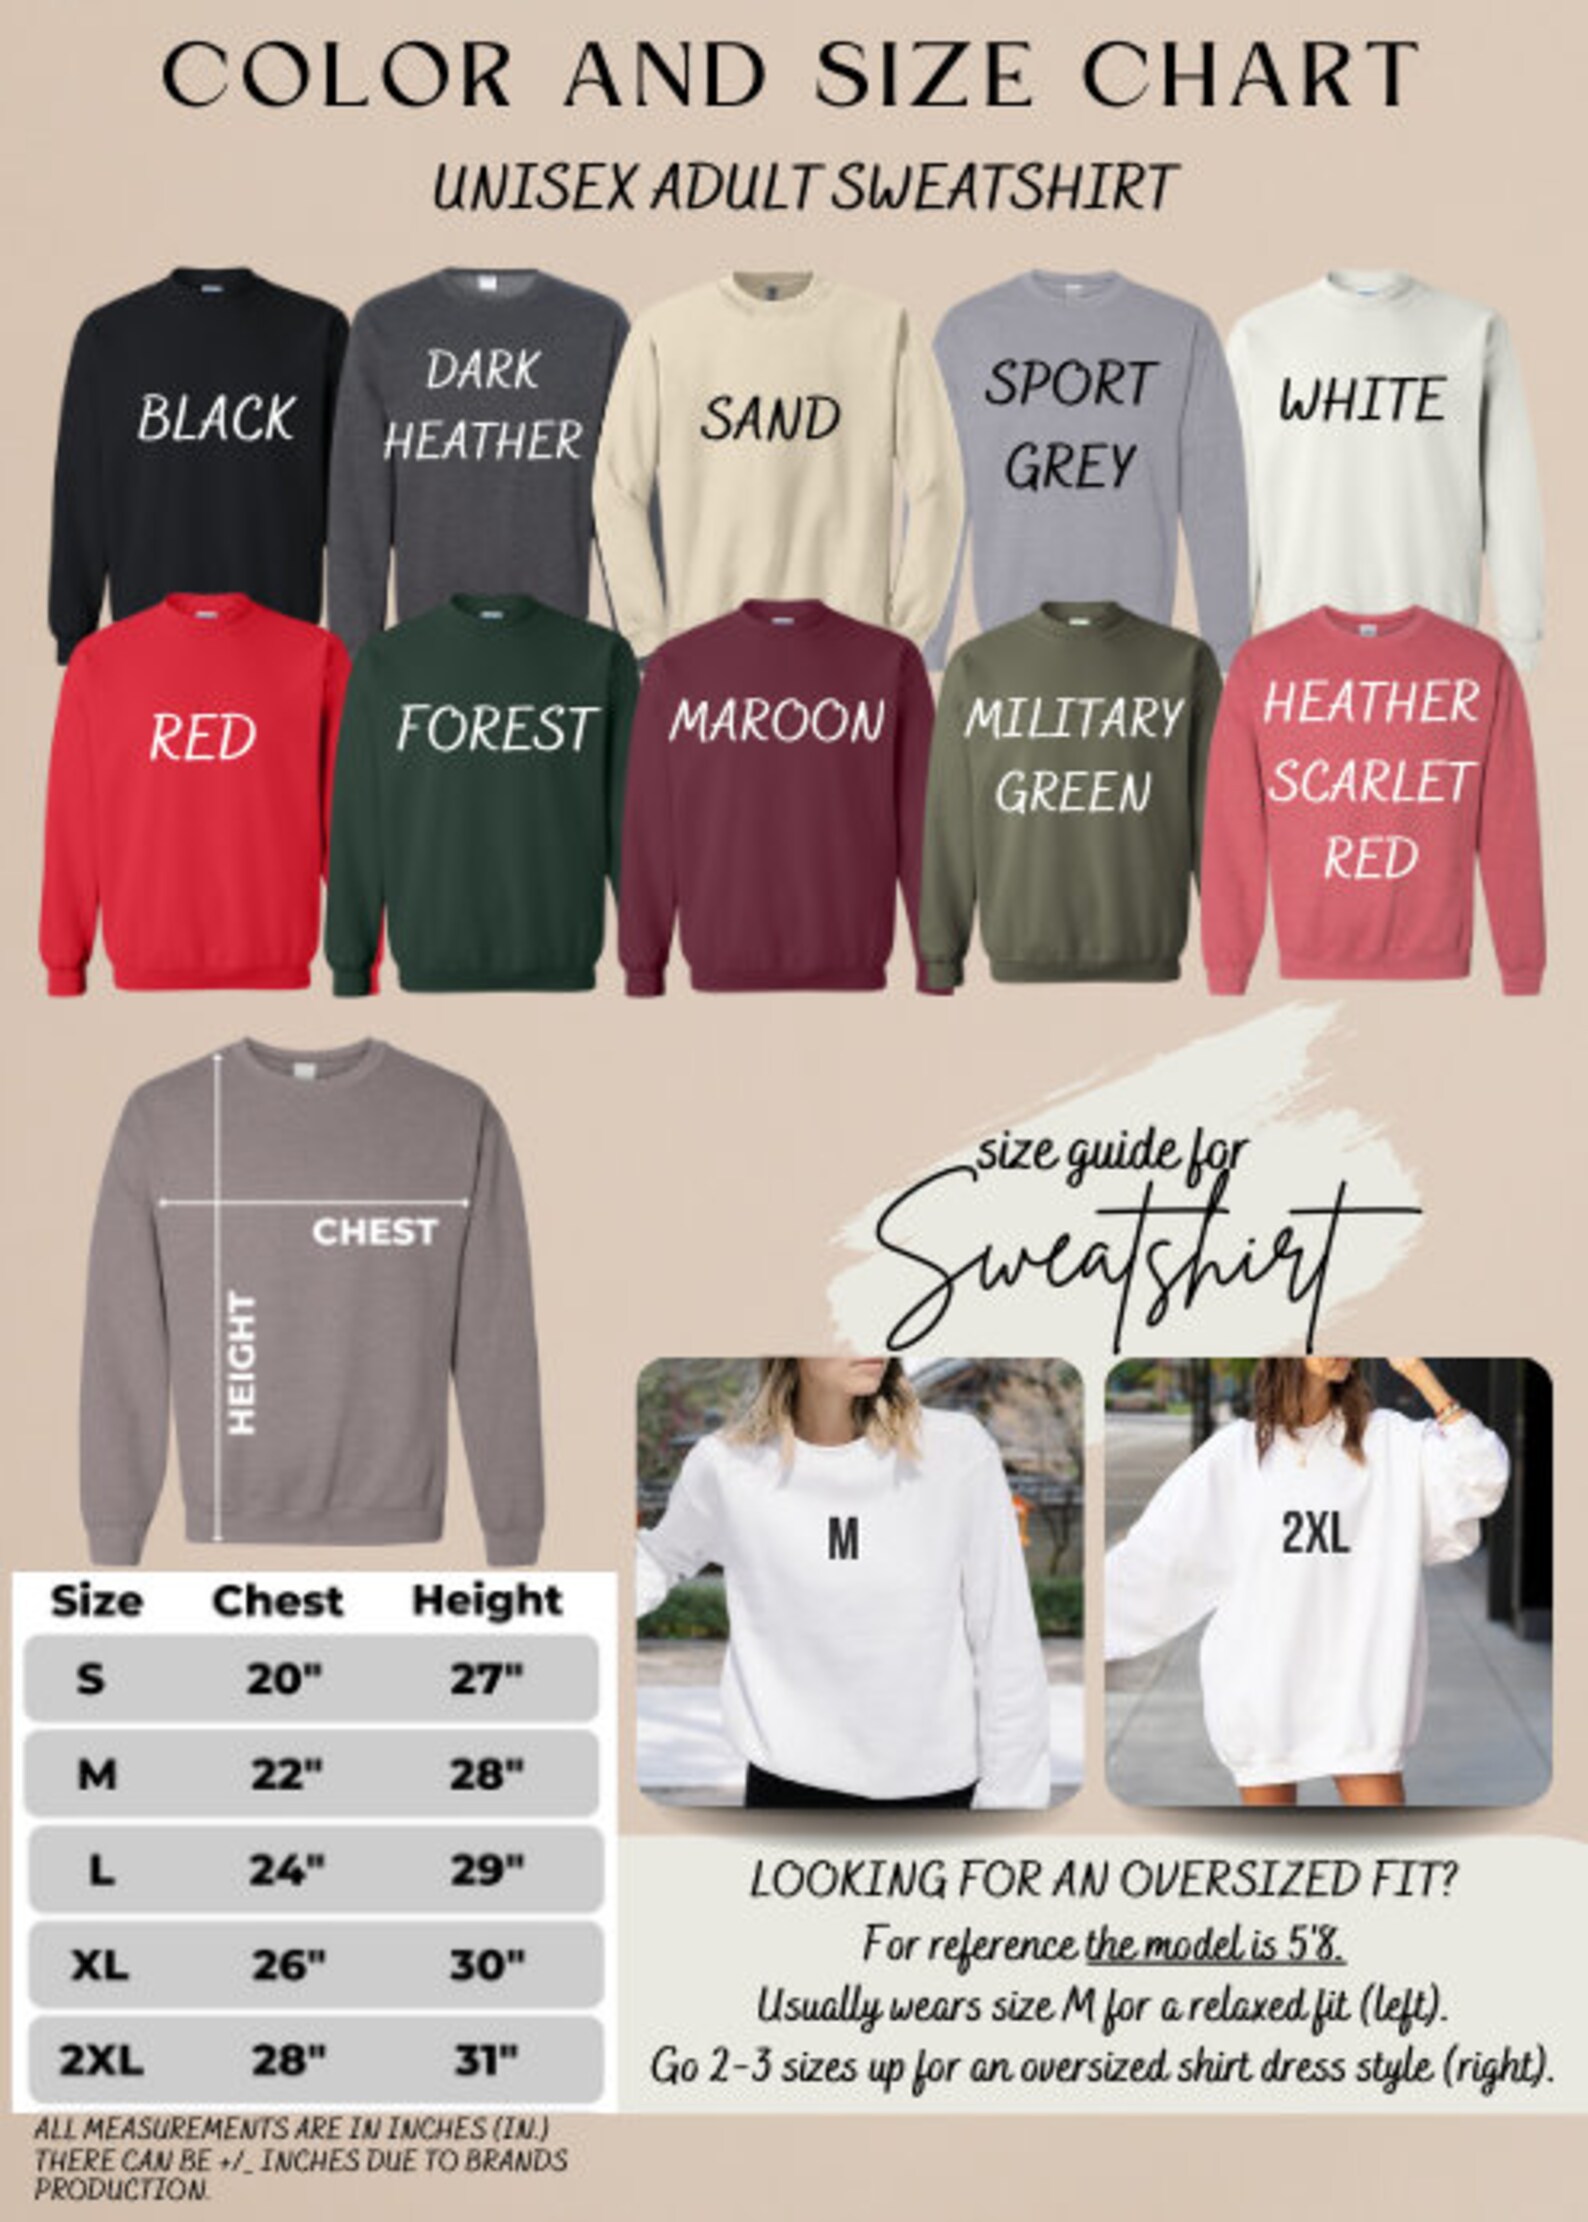 COLOR AND SIZE CHART
UNISEX ADULT SWEATSHIRT
BLACK
DARK
HEATHER
SAND
SPORT
GREY
WHITE
RED
FOREST
MAROON
MILITARY
GREEN
HEATHER
SCARLET
RED
CHEST
HEIGHT
size guide for
Sweatshirt
M
2XL
Size Chest Height
S 20" 27"
M 22" 28"
L 24" 29"
XL 26" 30"
2XL 28" 31"
LOOKING FOR AN OVERSIZED FIT?
For reference the model is 5'8.
Usually wears size M for a relaxed fit (left).
Go 2-3 sizes up for an oversized shirt dress style (right).
ALL MEASUREMENTS ARE IN INCHES (IN.)
THERE CAN BE +/_ INCHES DUE TO BRANDS
PRODUCTION.